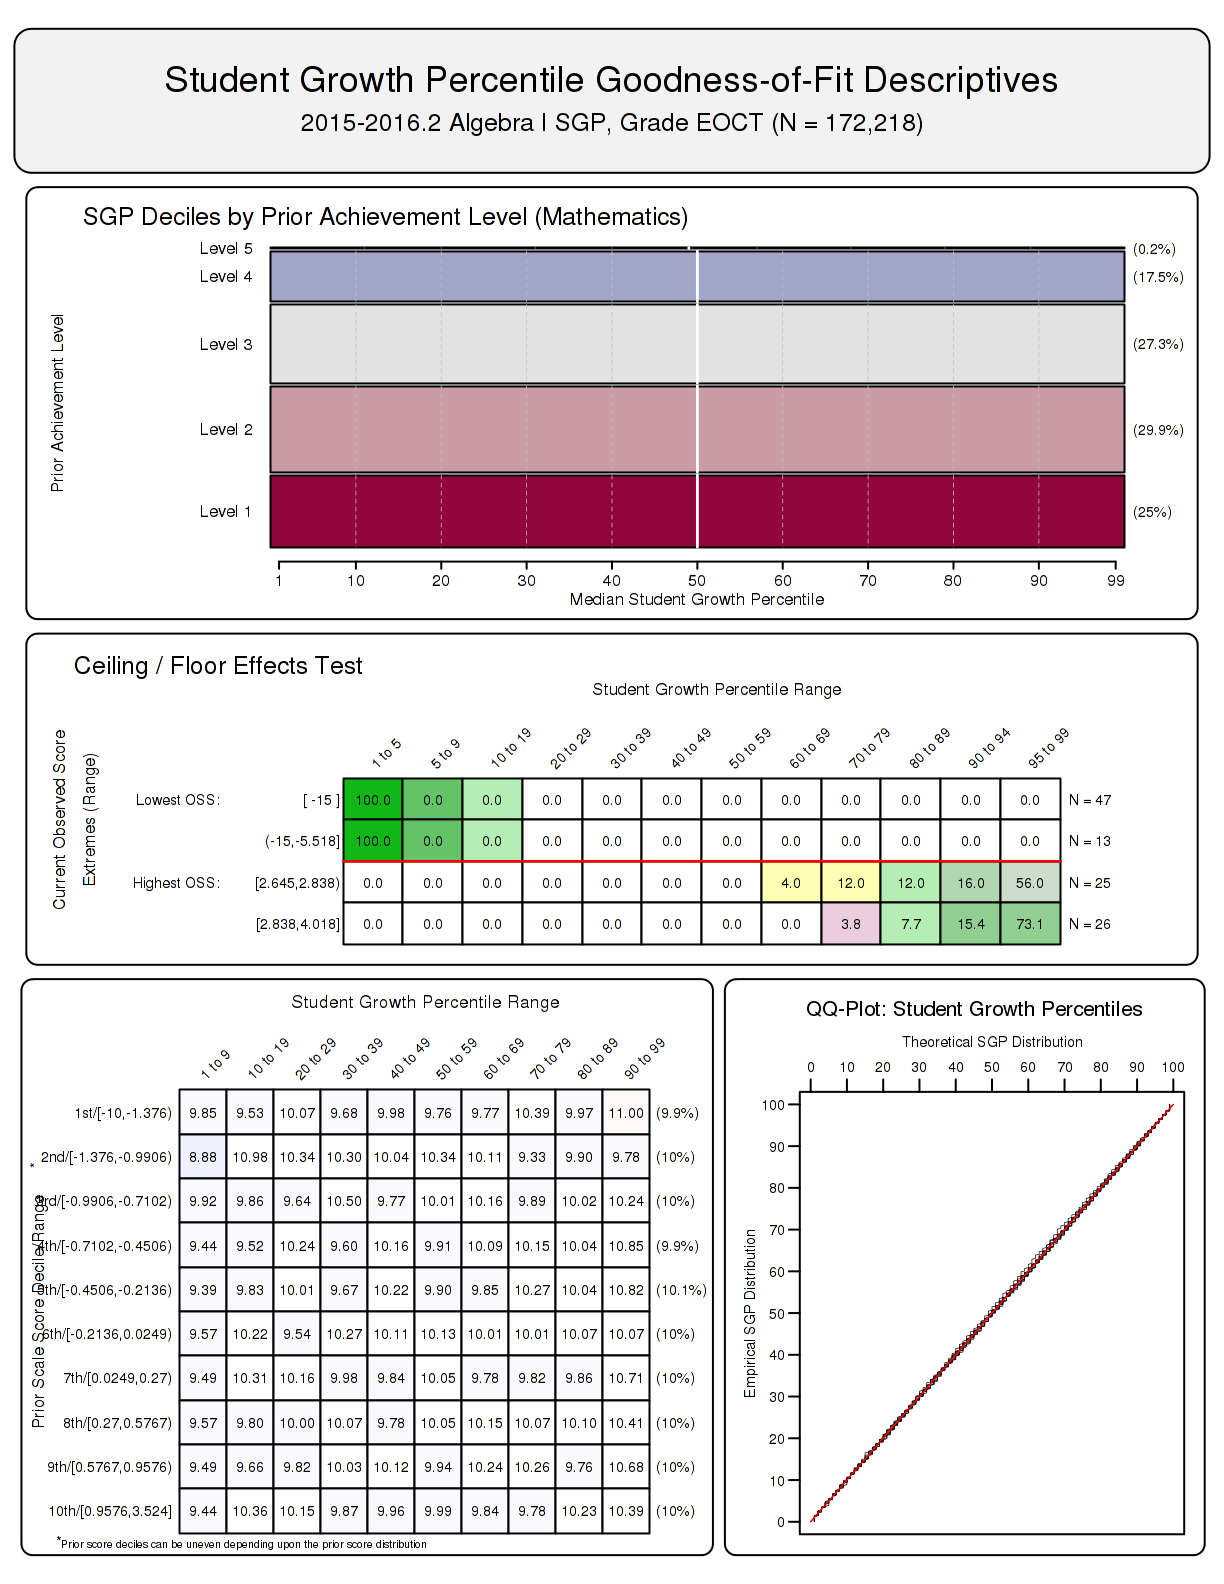 Student Growth Percentile Goodness-of-Fit Descriptives
2015-2016.2 Algebra I SGP, Grade EOCT (N = 172,218)
SGP Deciles by Prior Achievement Level (Mathematics)
Prior Achievement Level
Level 5 (0.2%)
Level 4 (17.5%)
Level 3 (27.3%)
Level 2 (29.9%)
Level 1 (25%)
1 10 20 30 40 50 60 70 80 90 99
Median Student Growth Percentile
Ceiling / Floor Effects Test
Student Growth Percentile Range
Current Observed Score
Extremes (Range)
1 to 5 5 to 9 10 to 19 20 to 29 30 to 39 40 to 49 50 to 59 60 to 69 70 to 79 80 to 89 90 to 94 95 to 99
Lowest OSS: [ -15 ] 100.0 0.0 0.0 0.0 0.0 0.0 0.0 0.0 0.0 0.0 0.0 0.0 N = 47
(-15,-5.518] 100.0 0.0 0.0 0.0 0.0 0.0 0.0 0.0 0.0 0.0 0.0 0.0 N = 13
Highest OSS: [2.645,2.838) 0.0 0.0 0.0 0.0 0.0 0.0 0.0 4.0 12.0 12.0 16.0 56.0 N = 25
[2.838,4.018] 0.0 0.0 0.0 0.0 0.0 0.0 0.0 0.0 3.8 7.7 15.4 73.1 N = 26
Student Growth Percentile Range
Prior Scale Score Decile/Range *
1 to 9 10 to 19 20 to 29 30 to 39 40 to 49 50 to 59 60 to 69 70 to 79 80 to 89 90 to 99
1st/[-10,-1.376) 9.85 9.53 10.07 9.68 9.98 9.76 9.77 10.39 9.97 11.00 (9.9%)
2nd/[-1.376,-0.9906) 8.88 10.98 10.34 10.30 10.04 10.34 10.11 9.33 9.90 9.78 (10%)
3rd/[-0.9906,-0.7102) 9.92 9.86 9.64 10.50 9.77 10.01 10.16 9.89 10.02 10.24 (10%)
4th/[-0.7102,-0.4506) 9.44 9.52 10.24 9.60 10.16 9.91 10.09 10.15 10.04 10.85 (9.9%)
5th/[-0.4506,-0.2136) 9.39 9.83 10.01 9.67 10.22 9.90 9.85 10.27 10.04 10.82 (10.1%)
6th/[-0.2136,0.0249) 9.57 10.22 9.54 10.27 10.11 10.13 10.01 10.01 10.07 10.07 (10%)
7th/[0.0249,0.27) 9.49 10.31 10.16 9.98 9.84 10.05 9.78 9.82 9.86 10.71 (10%)
8th/[0.27,0.5767) 9.57 9.80 10.00 10.07 9.78 10.05 10.15 10.07 10.10 10.41 (10%)
9th/[0.5767,0.9576) 9.49 9.66 9.82 10.03 10.12 9.94 10.24 10.26 9.76 10.68 (10%)
10th/[0.9576,3.524] 9.44 10.36 10.15 9.87 9.96 9.99 9.84 9.78 10.23 10.39 (10%)
*Prior score deciles can be uneven depending upon the prior score distribution
QQ-Plot: Student Growth Percentiles
Theoretical SGP Distribution
0 10 20 30 40 50 60 70 80 90 100
Empirical SGP Distribution
100
90
80
70
60
50
40
30
20
10
0